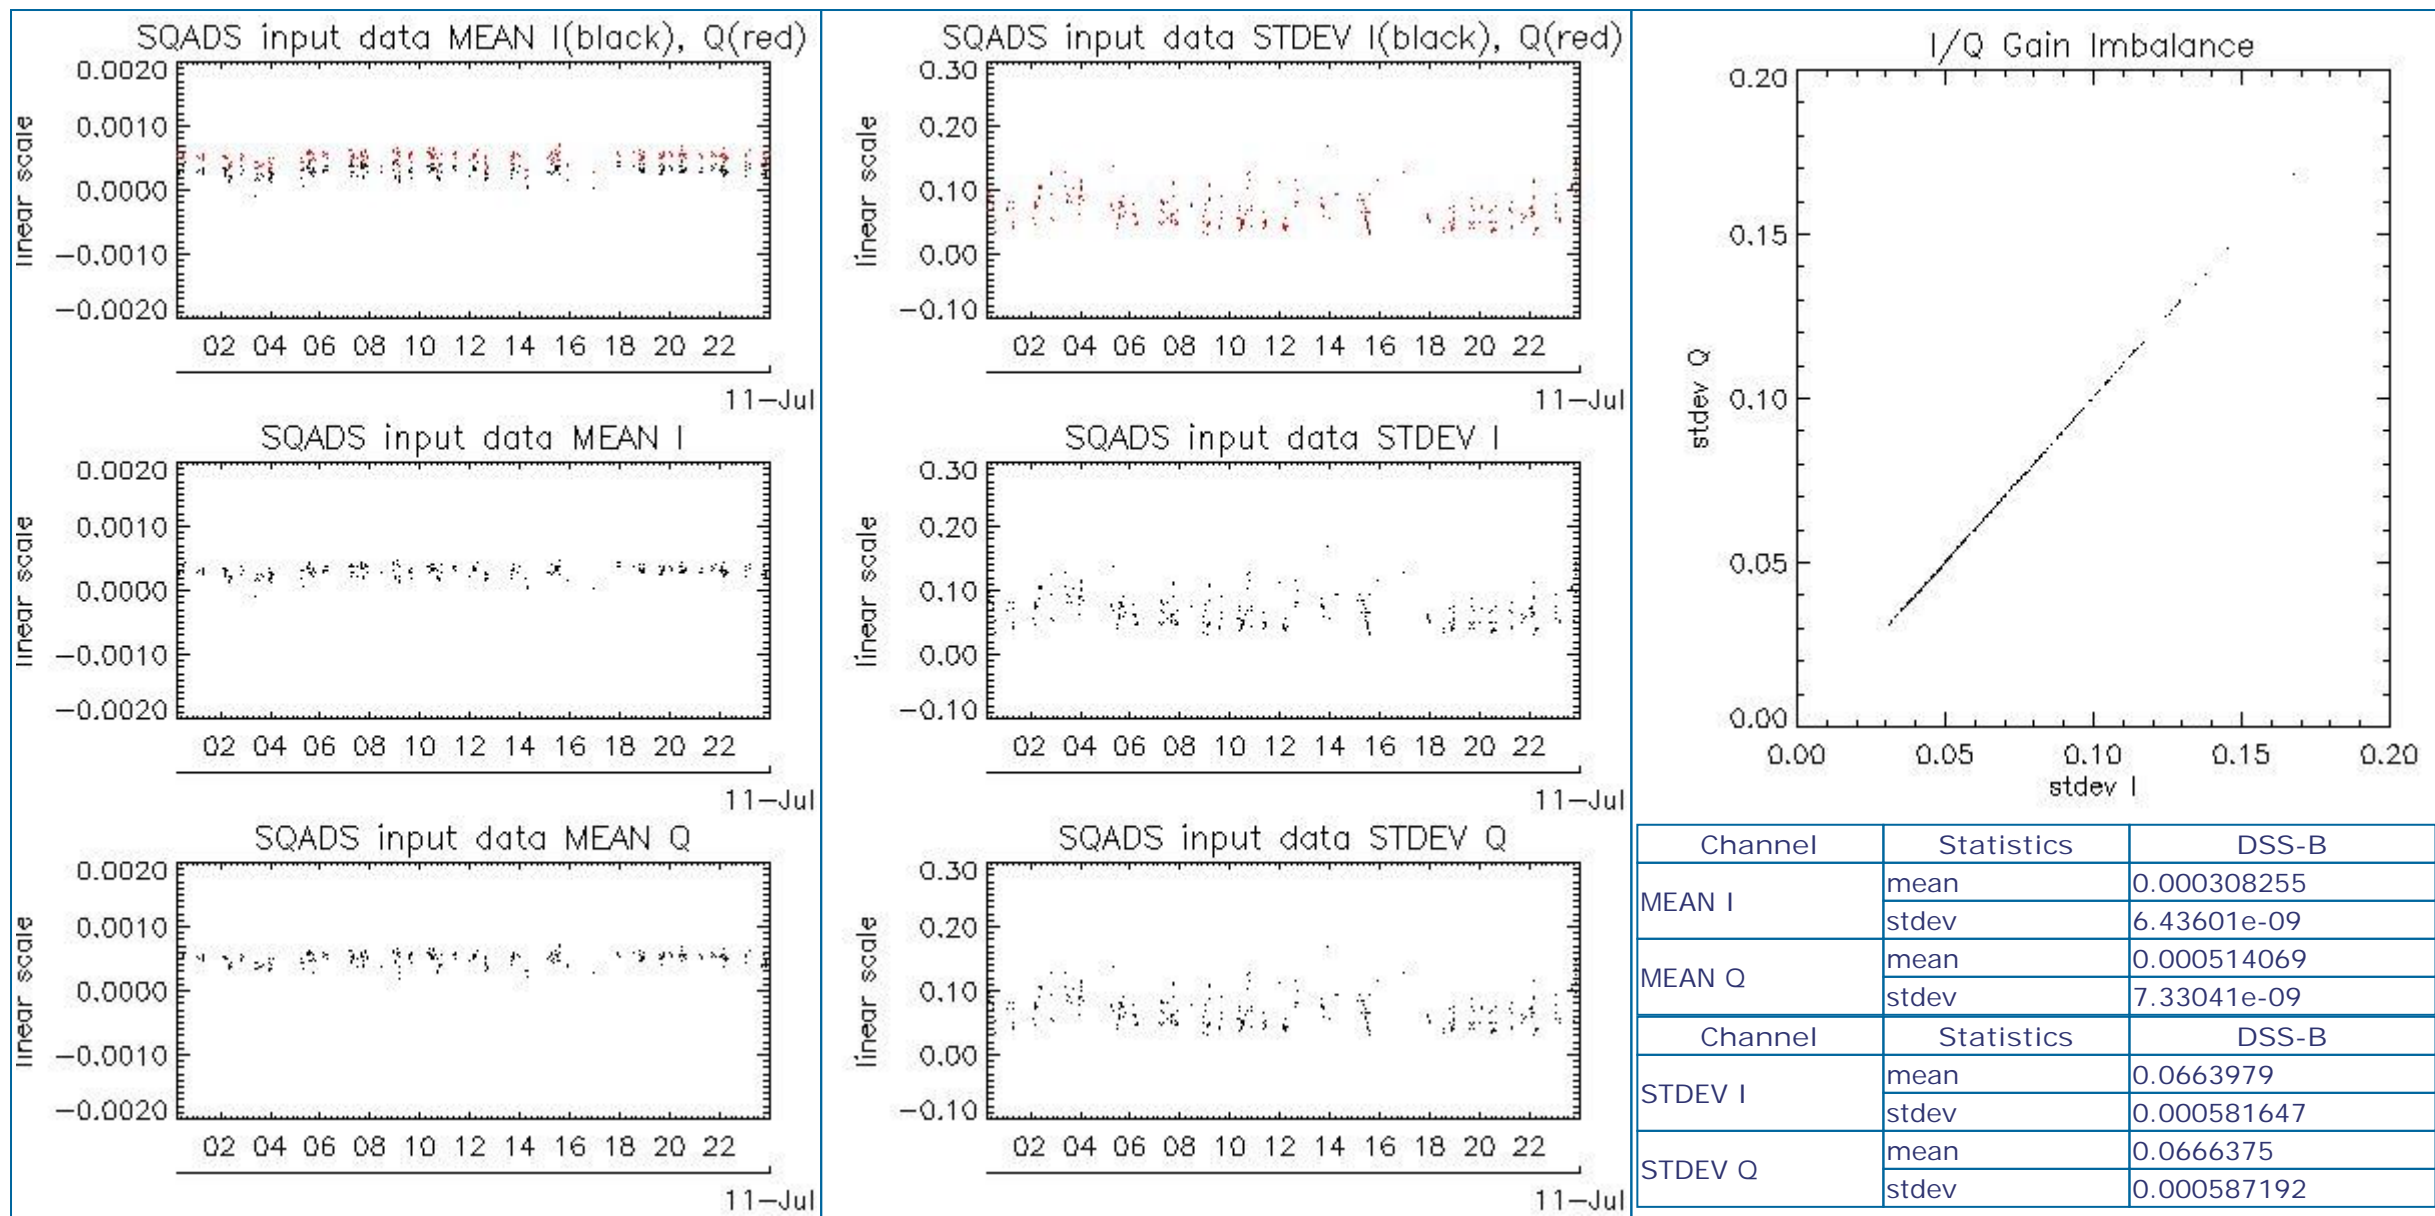 SQADS input data MEAN I(black), Q(red)
0.0020
0.0010
0.0000
-0.0010
-0.0020
linear scale
02 04 06 08 10 12 14 16 18 20 22
11-Jul
SQADS input data MEAN I
0.0020
0.0010
0.0000
-0.0010
-0.0020
linear scale
02 04 06 08 10 12 14 16 18 20 22
11-Jul
SQADS input data MEAN Q
0.0020
0.0010
0.0000
-0.0010
-0.0020
linear scale
02 04 06 08 10 12 14 16 18 20 22
11-Jul
SQADS input data STDEV I(black), Q(red)
0.30
0.20
0.10
0.00
-0.10
linear scale
02 04 06 08 10 12 14 16 18 20 22
11-Jul
SQADS input data STDEV I
0.30
0.20
0.10
0.00
-0.10
linear scale
02 04 06 08 10 12 14 16 18 20 22
11-Jul
SQADS input data STDEV Q
0.30
0.20
0.10
0.00
-0.10
linear scale
02 04 06 08 10 12 14 16 18 20 22
11-Jul
I/Q Gain Imbalance
0.20
0.15
0.10
0.05
0.00
stdev Q
0.00 0.05 0.10 0.15 0.20
stdev I
Channel Statistics DSS-B
MEAN I mean 0.000308255
stdev 6.43601e-09
MEAN Q mean 0.000514069
stdev 7.33041e-09
Channel Statistics DSS-B
STDEV I mean 0.0663979
stdev 0.000581647
STDEV Q mean 0.0666375
stdev 0.000587192